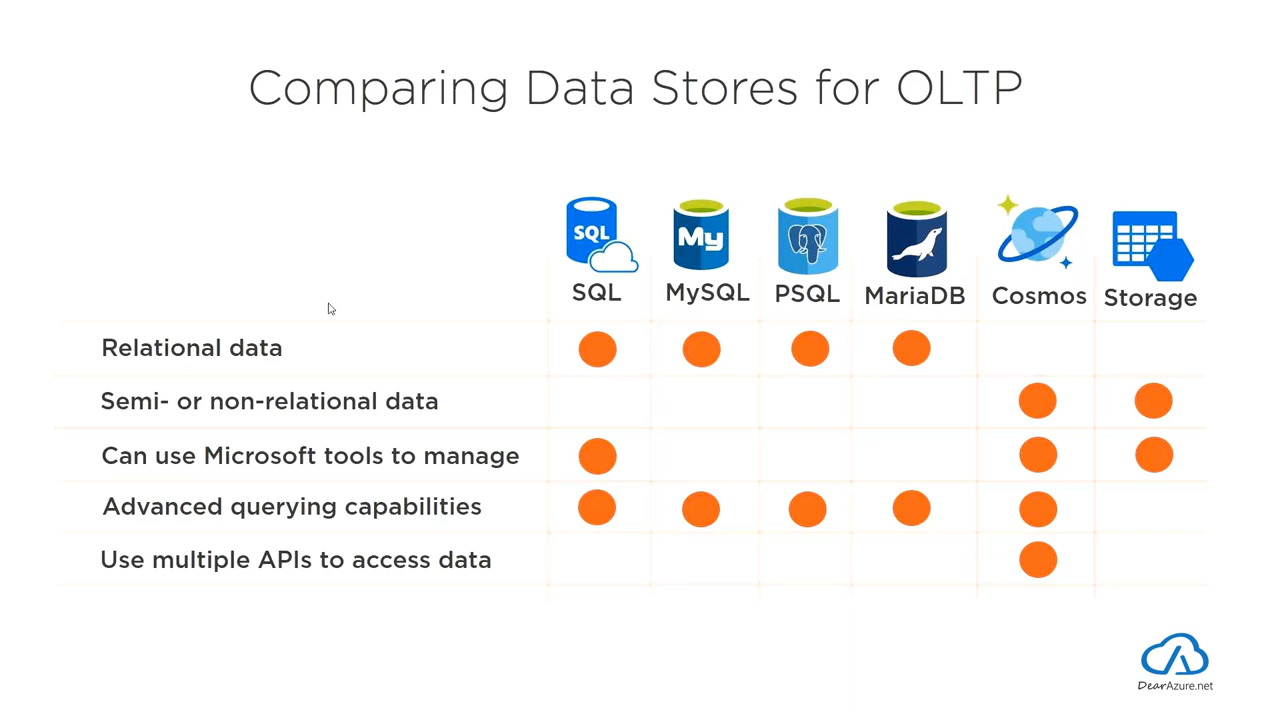 Comparing Data Stores for OLTP
SQL
My
SQL MySQL PSQL MariaDB Cosmos Storage
Relational data
Semi- or non-relational data
Can use Microsoft tools to manage
Advanced querying capabilities
Use multiple APIs to access data
DearAzure.net